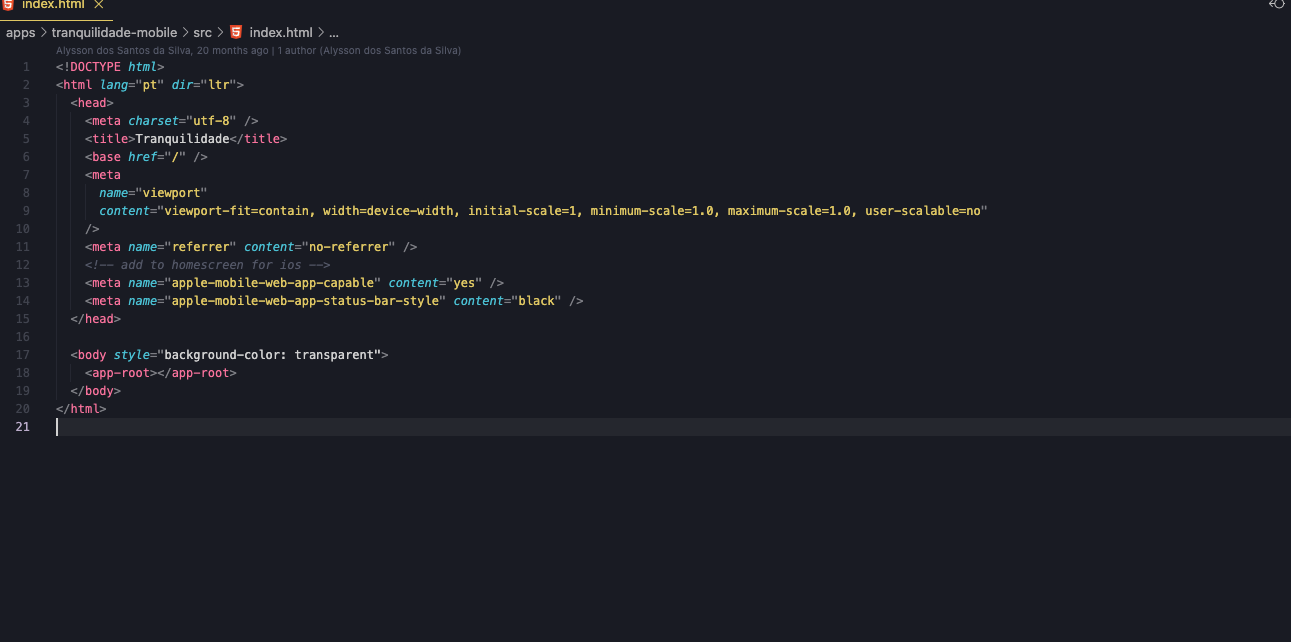 index.html
apps > tranquilidade-mobile > src > index.html > ...
Alysson dos Santos da Silva, 20 months ago | 1 author (Alysson dos Santos da Silva)
1 <!DOCTYPE html>
2 <html lang="pt" dir="ltr">
3 <head>
4 <meta charset="utf-8" />
5 <title>Tranquilidade</title>
6 <base href="/" />
7 <meta
8 name="viewport"
9 content="viewport-fit=contain, width=device-width, initial-scale=1, minimum-scale=1.0, maximum-scale=1.0, user-scalable=no"
10 />
11 <meta name="referrer" content="no-referrer" />
12 <!-- add to homescreen for ios -->
13 <meta name="apple-mobile-web-app-capable" content="yes" />
14 <meta name="apple-mobile-web-app-status-bar-style" content="black" />
15 </head>
16
17 <body style="background-color: transparent">
18 <app-root></app-root>
19 </body>
20 </html>
21